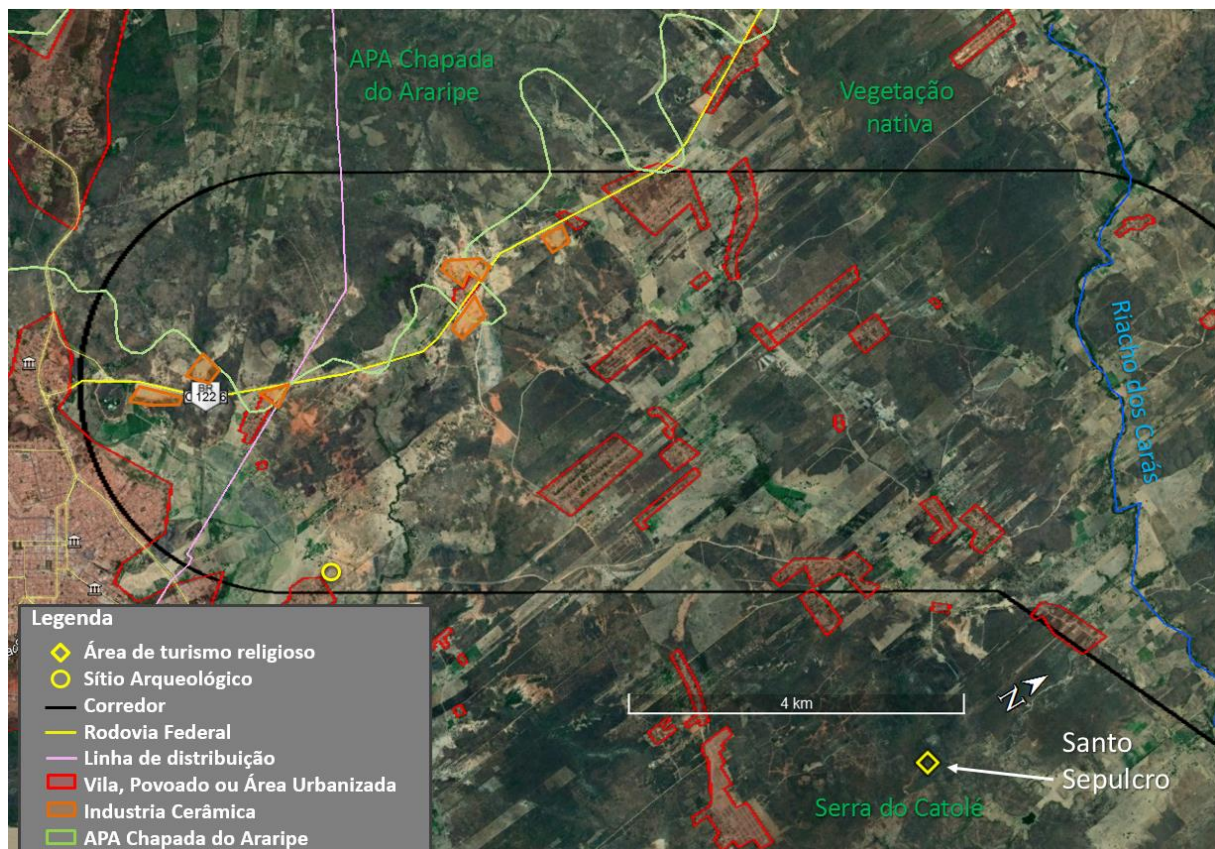 APA Chapada
do Araripe
Vegetação
nativa
BR
122
Riacho dos Carás
4 km
N
Santo
Sepulcro
Serra do Catolé
Legenda
Área de turismo religioso
Sítio Arqueológico
Corredor
Rodovia Federal
Linha de distribuição
Vila, Povoado ou Área Urbanizada
Industria Cerâmica
APA Chapada do Araripe